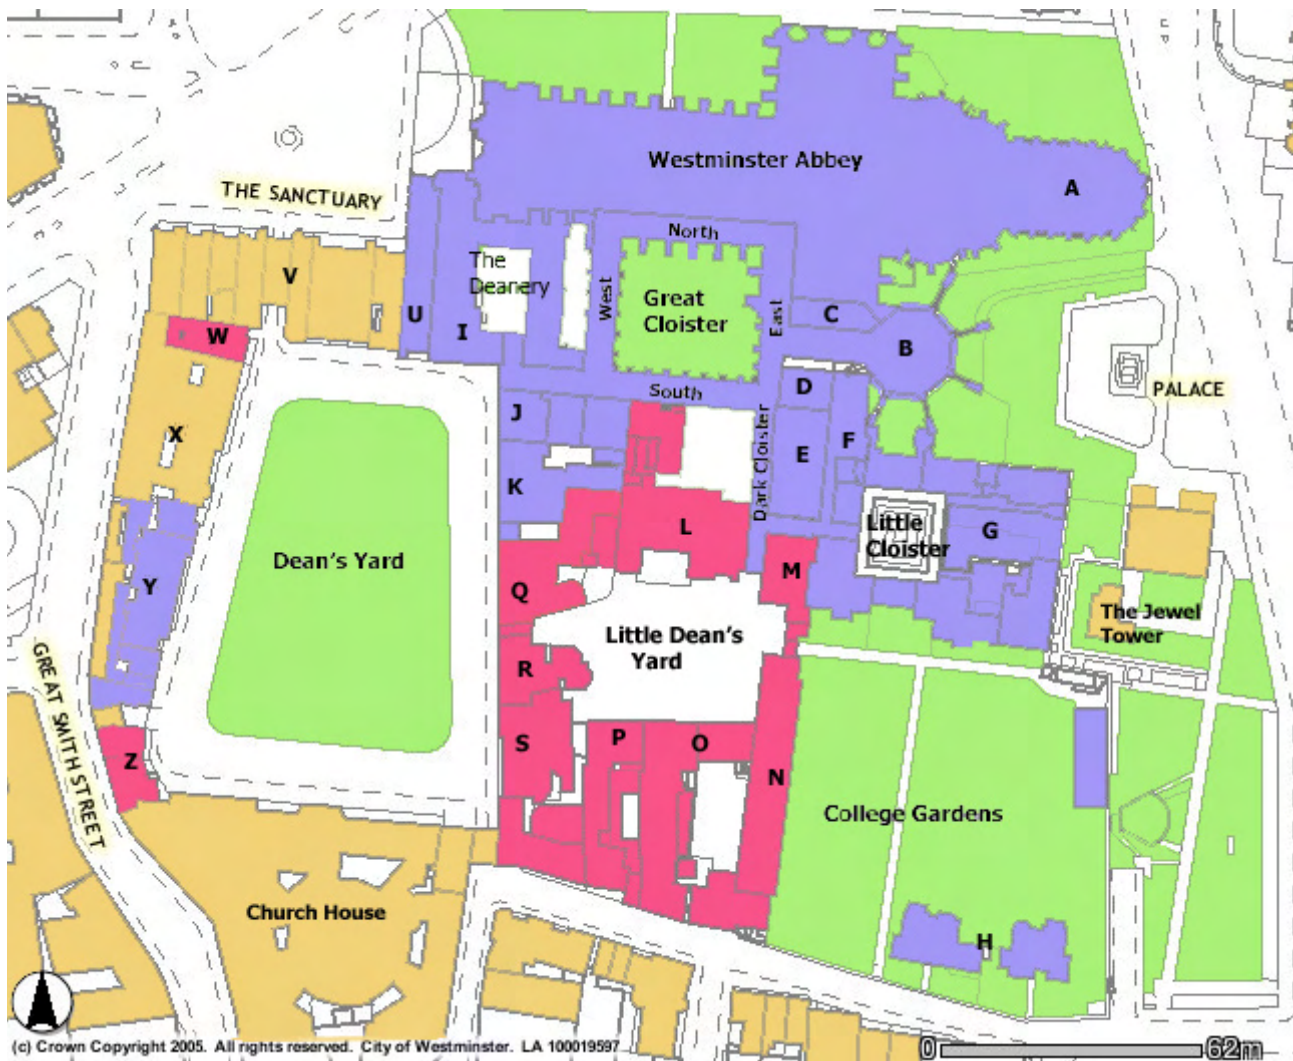 Westminster Abbey
A
THE SANCTUARY
North
The
Deanery
West
Great
Cloister
East
V
U
I
C
B
W
South
D
PALACE
J
X
Dark Cloister
E
F
K
L
Little
Cloister
G
Dean's Yard
Y
Q
M
The Jewel
Tower
Little Dean's
Yard
R
GREAT SMITH STREET
S
P
O
Z
N
College Gardens
Church House
H
(c) Crown Copyright 2005. All rights reserved. City of Westminster. LA 100019597
0 62m